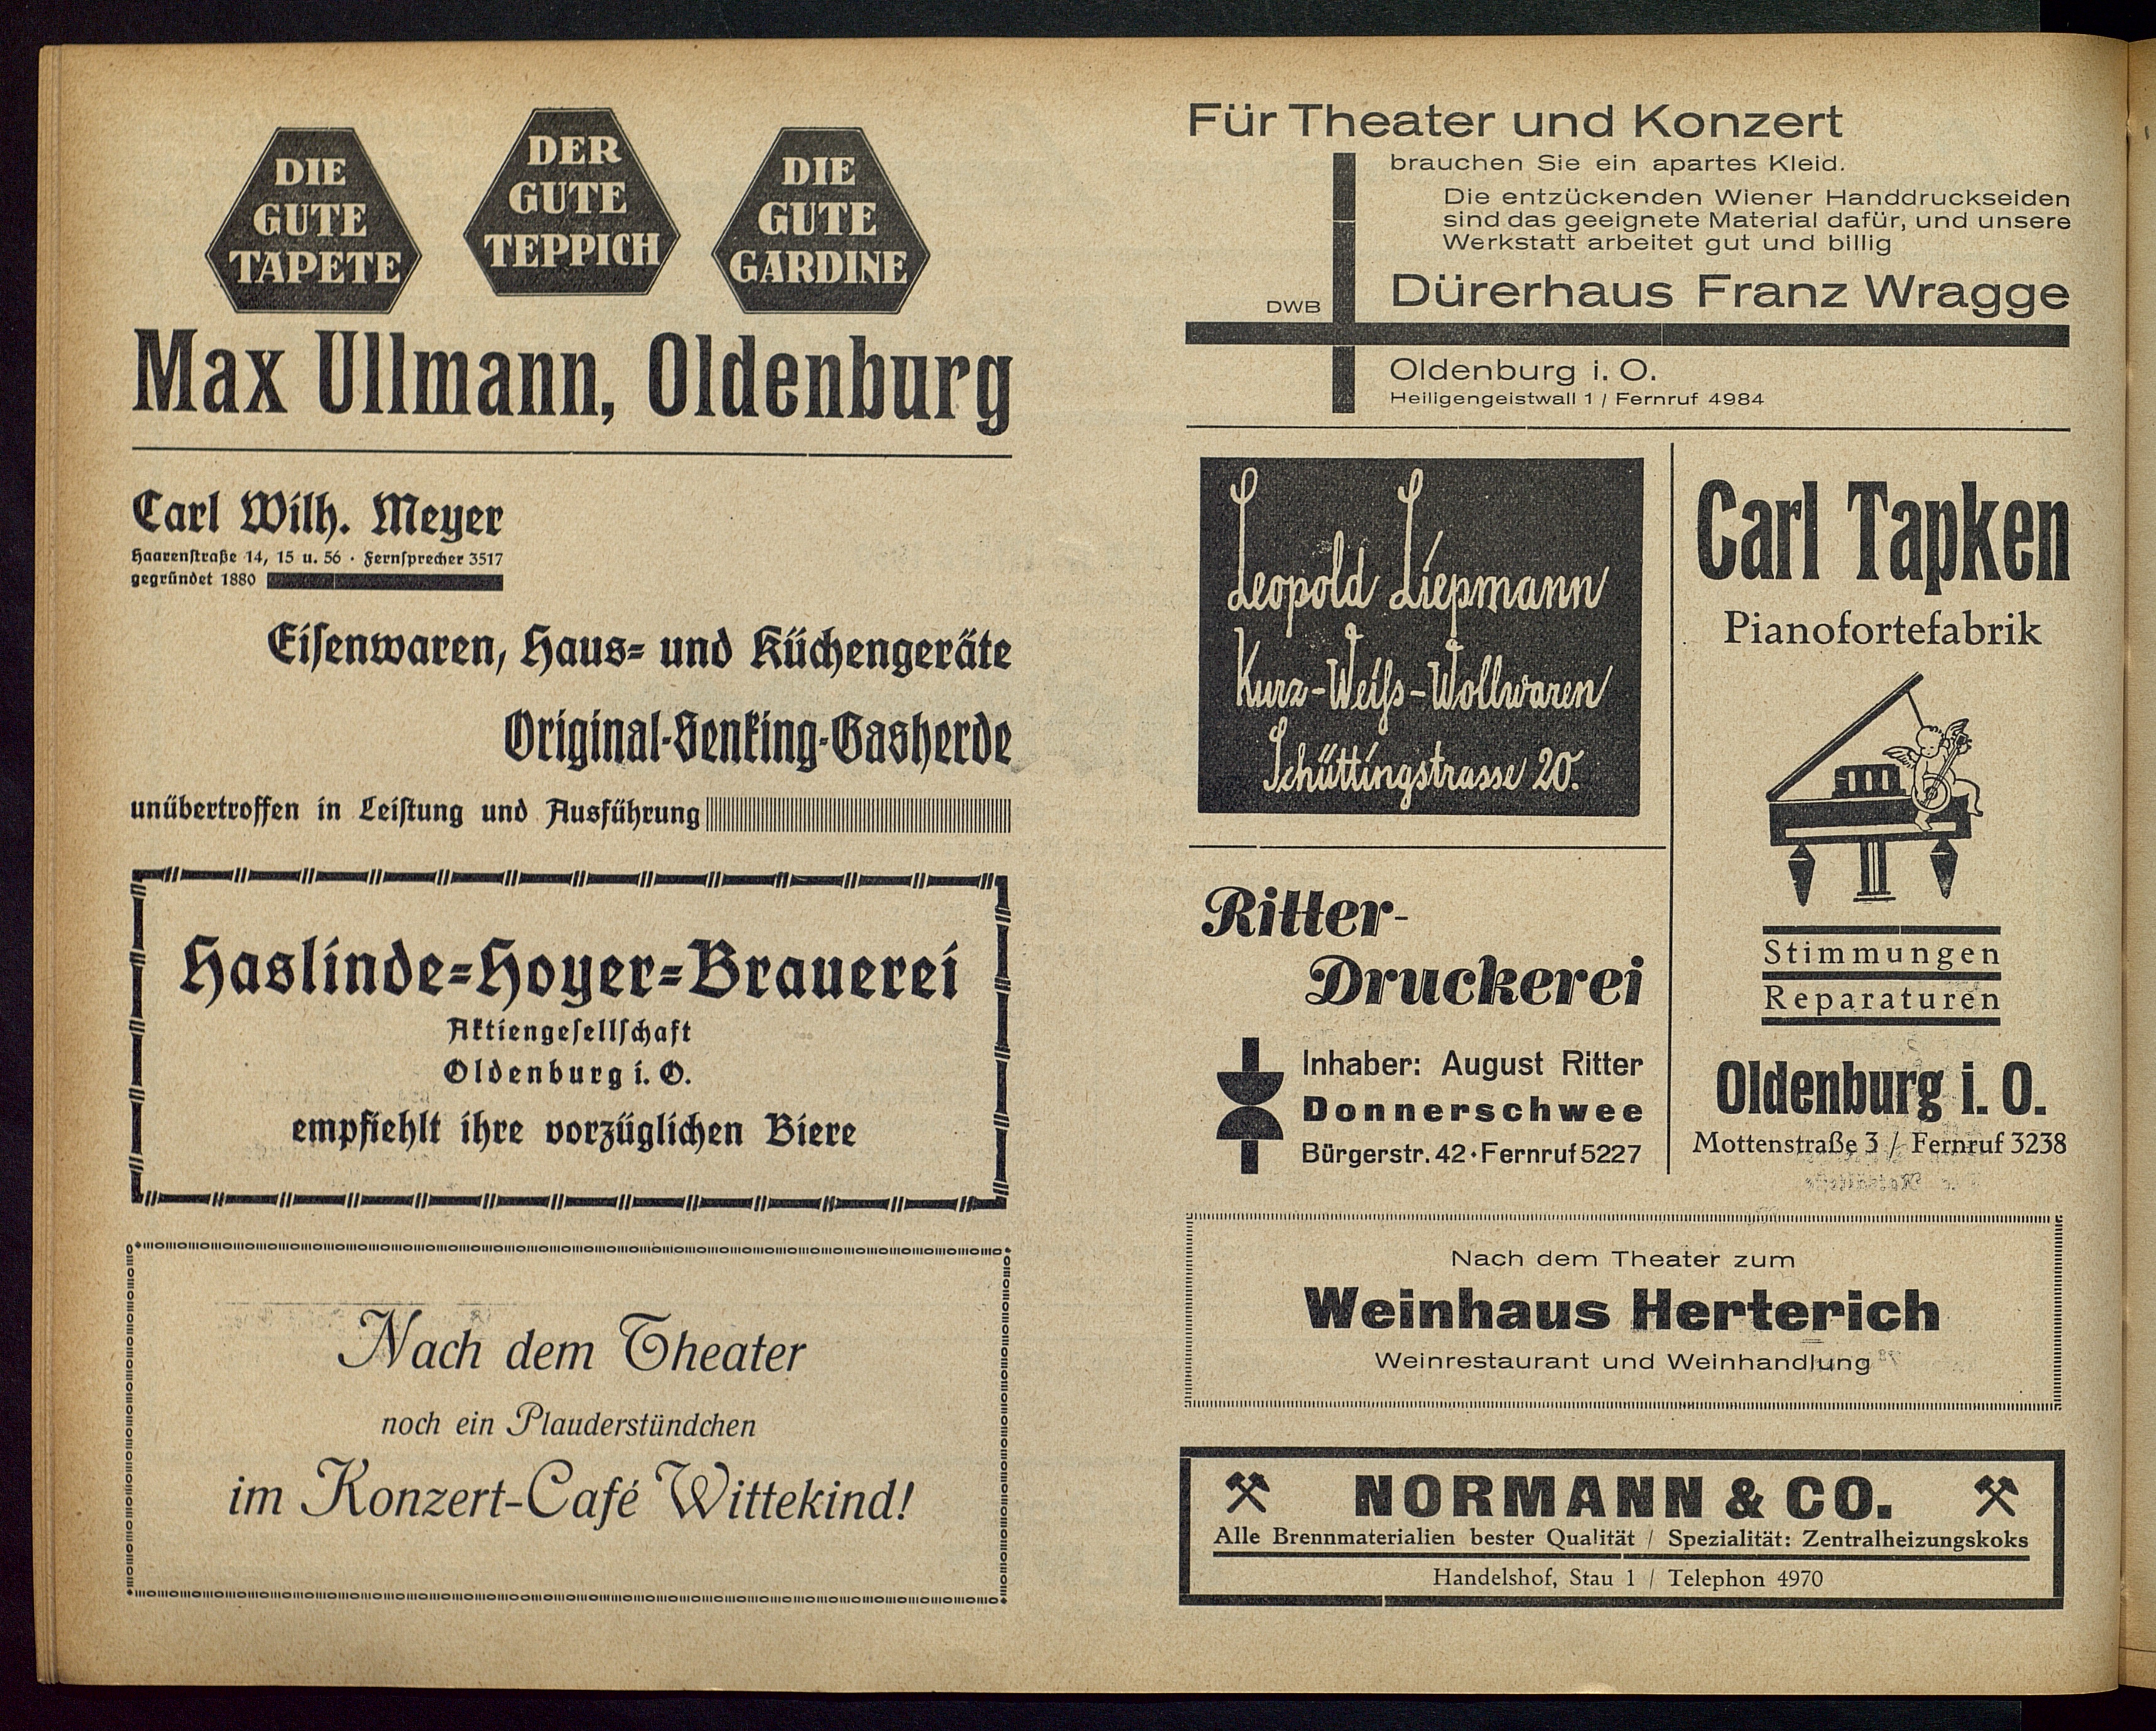 DIE
GUTE
TAPETE
DER
GUTE
TEPPICH
DIE
GUTE
GARDINE
Max Ullmann, Oldenburg
Carl Wilh. Meyer
Haarenstraße 14, 15 u. 56 · Fernsprecher 3517
gegründet 1880
Eisenwaren, Haus- und Küchengeräte
Original-Senking-Gasherde
unübertroffen in Leistung und Ausführung
Haslinde-Hoyer-Brauerei
Aktiengesellschaft
Oldenburg i. O.
empfiehlt ihre vorzüglichen Biere
Nach dem Theater
noch ein Plauderstündchen
im Konzert-Café Wittekind!
Für Theater und Konzert
brauchen Sie ein apartes Kleid.
Die entzückenden Wiener Handdruckseiden
sind das geeignete Material dafür, und unsere
Werkstatt arbeitet gut und billig
DWB
Dürerhaus Franz Wragge
Oldenburg i. O.
Heiligengeistwall 1 / Fernruf 4984
Leopold Liepmann
Kurz-Weiß-Wollwaren
Schüttingstrasse 20.
Ritter-
Druckerei
Inhaber: August Ritter
Donnerschwee
Bürgerstr. 42 · Fernruf 5227
Carl Tapken
Pianofortefabrik
Stimmungen
Reparaturen
Oldenburg i. O.
Mottenstraße 3 / Fernruf 3238
Nach dem Theater zum
Weinhaus Herterich
Weinrestaurant und Weinhandlung
NORMANN & CO.
Alle Brennmaterialien bester Qualität / Spezialität: Zentralheizungskoks
Handelshof, Stau 1 / Telephon 4970